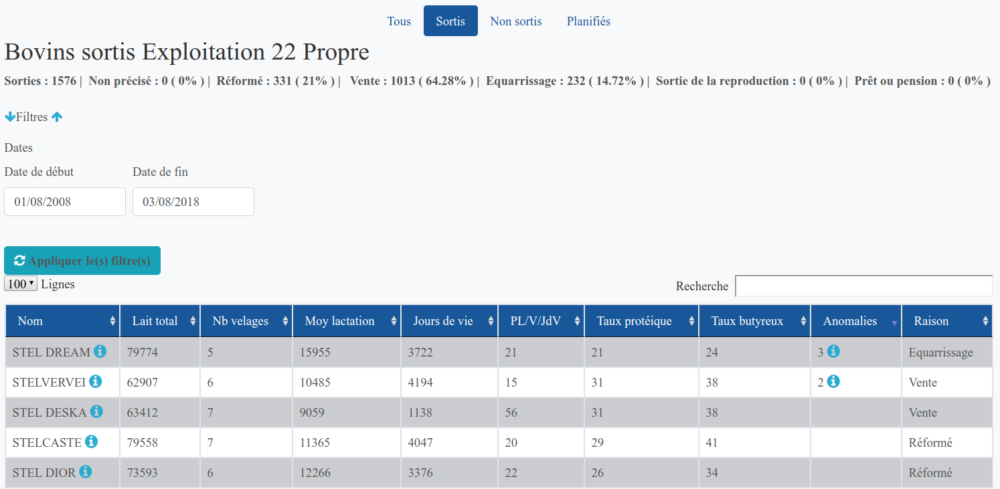 Tous Sortis Non sortis Planifiés
Bovins sortis Exploitation 22 Propre
Sorties : 1576 | Non précisé : 0 ( 0% ) | Réformé : 331 ( 21% ) | Vente : 1013 ( 64.28% ) | Equarrissage : 232 ( 14.72% ) | Sortie de la reproduction : 0 ( 0% ) | Prêt ou pension : 0 ( 0% )
Filtres
Dates
Date de début Date de fin
01/08/2008 03/08/2018
Appliquer le(s) filtre(s)
100 Lignes Recherche
Nom Lait total Nb velages Moy lactation Jours de vie PL/V/JdV Taux protéique Taux butyreux Anomalies Raison
STEL DREAM 79774 5 15955 3722 21 21 24 3 Equarrissage
STELVERVEI 62907 6 10485 4194 15 31 38 2 Vente
STEL DESKA 63412 7 9059 1138 56 31 38 Vente
STELCASTE 79558 7 11365 4047 20 29 41 Réformé
STEL DIOR 73593 6 12266 3376 22 26 34 Réformé